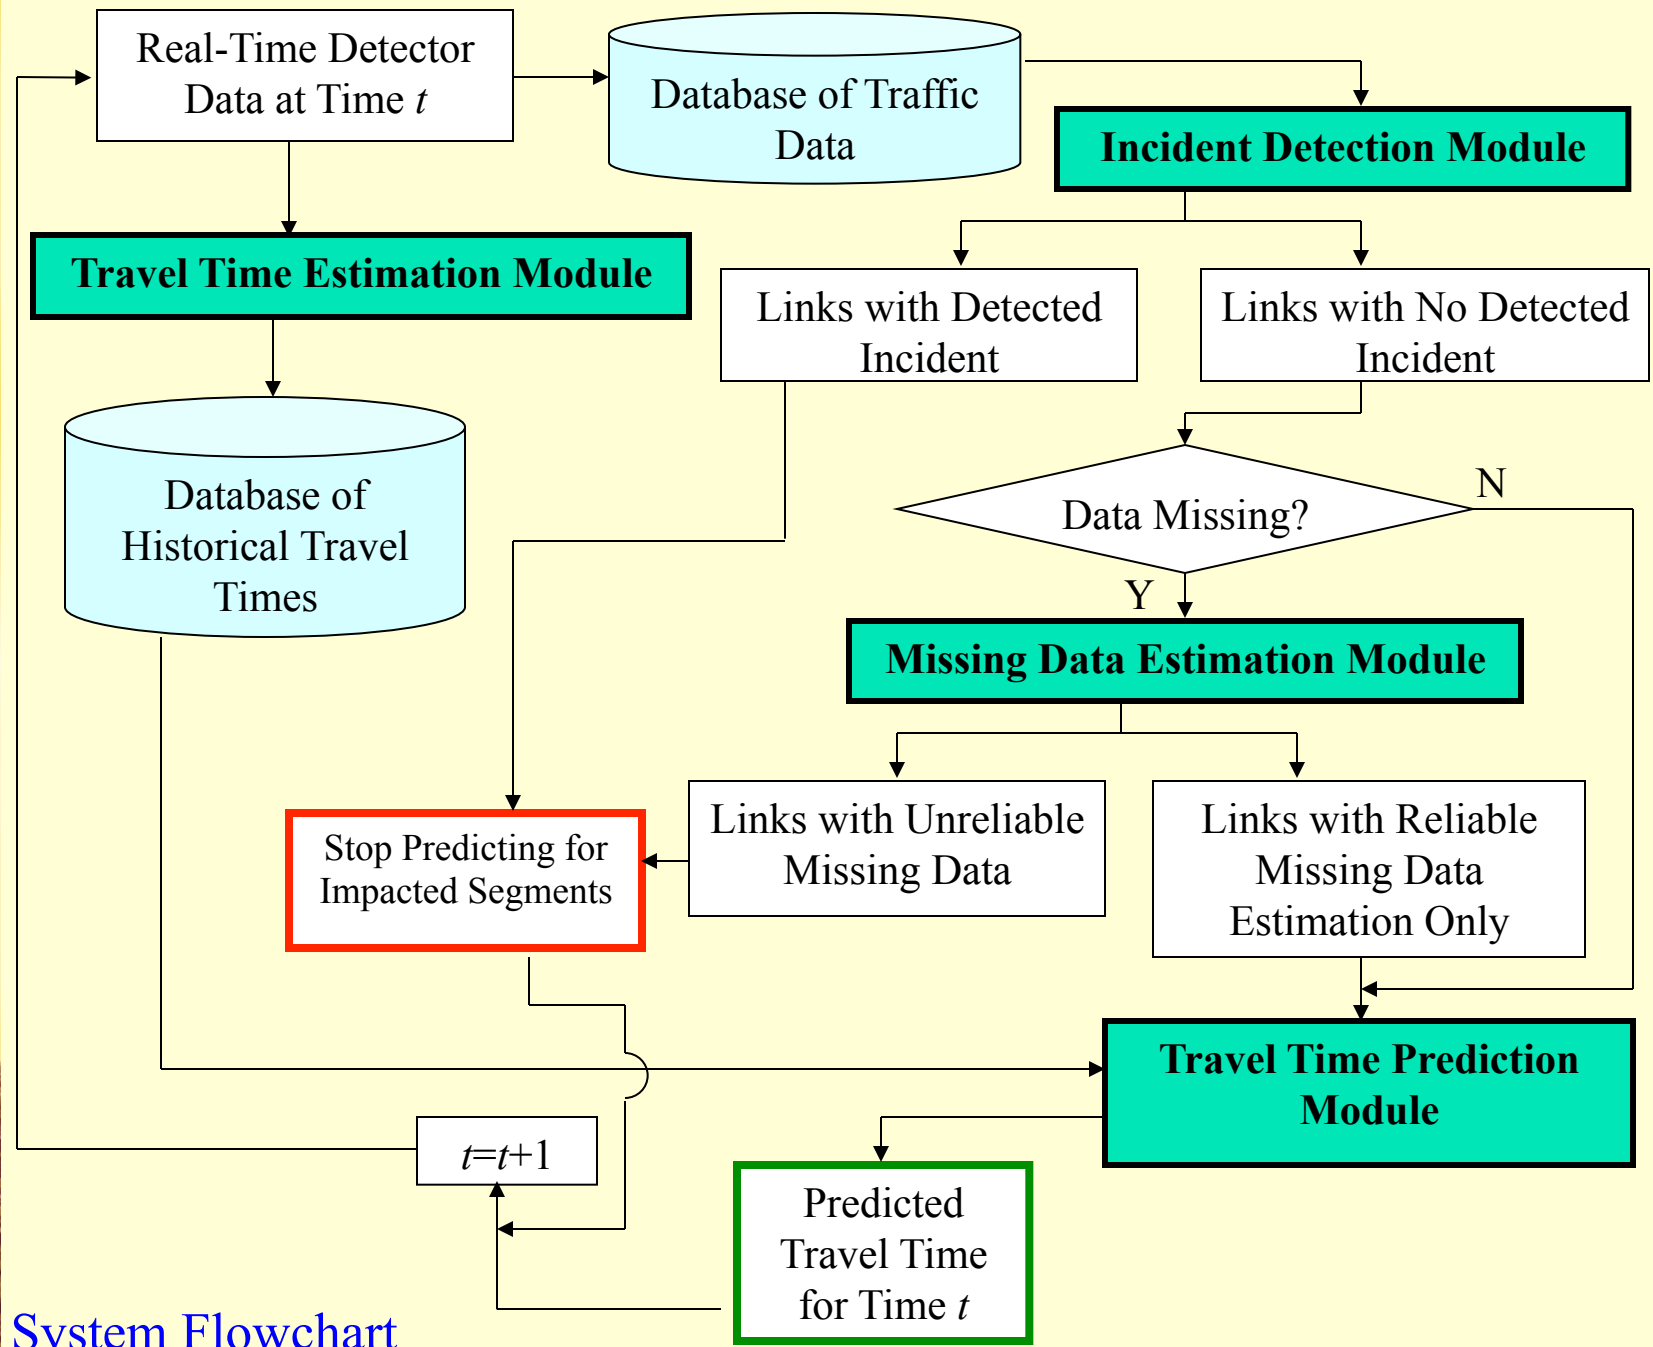 Real-Time Detector
Data at Time t
Database of Traffic
Data
Incident Detection Module
Travel Time Estimation Module
Links with Detected
Incident
Links with No Detected
Incident
Database of
Historical Travel
Times
Data Missing?
N
Y
Missing Data Estimation Module
Stop Predicting for
Impacted Segments
Links with Unreliable
Missing Data
Links with Reliable
Missing Data
Estimation Only
Travel Time Prediction
Module
t=t+1
Predicted
Travel Time
for Time t
System Flowchart